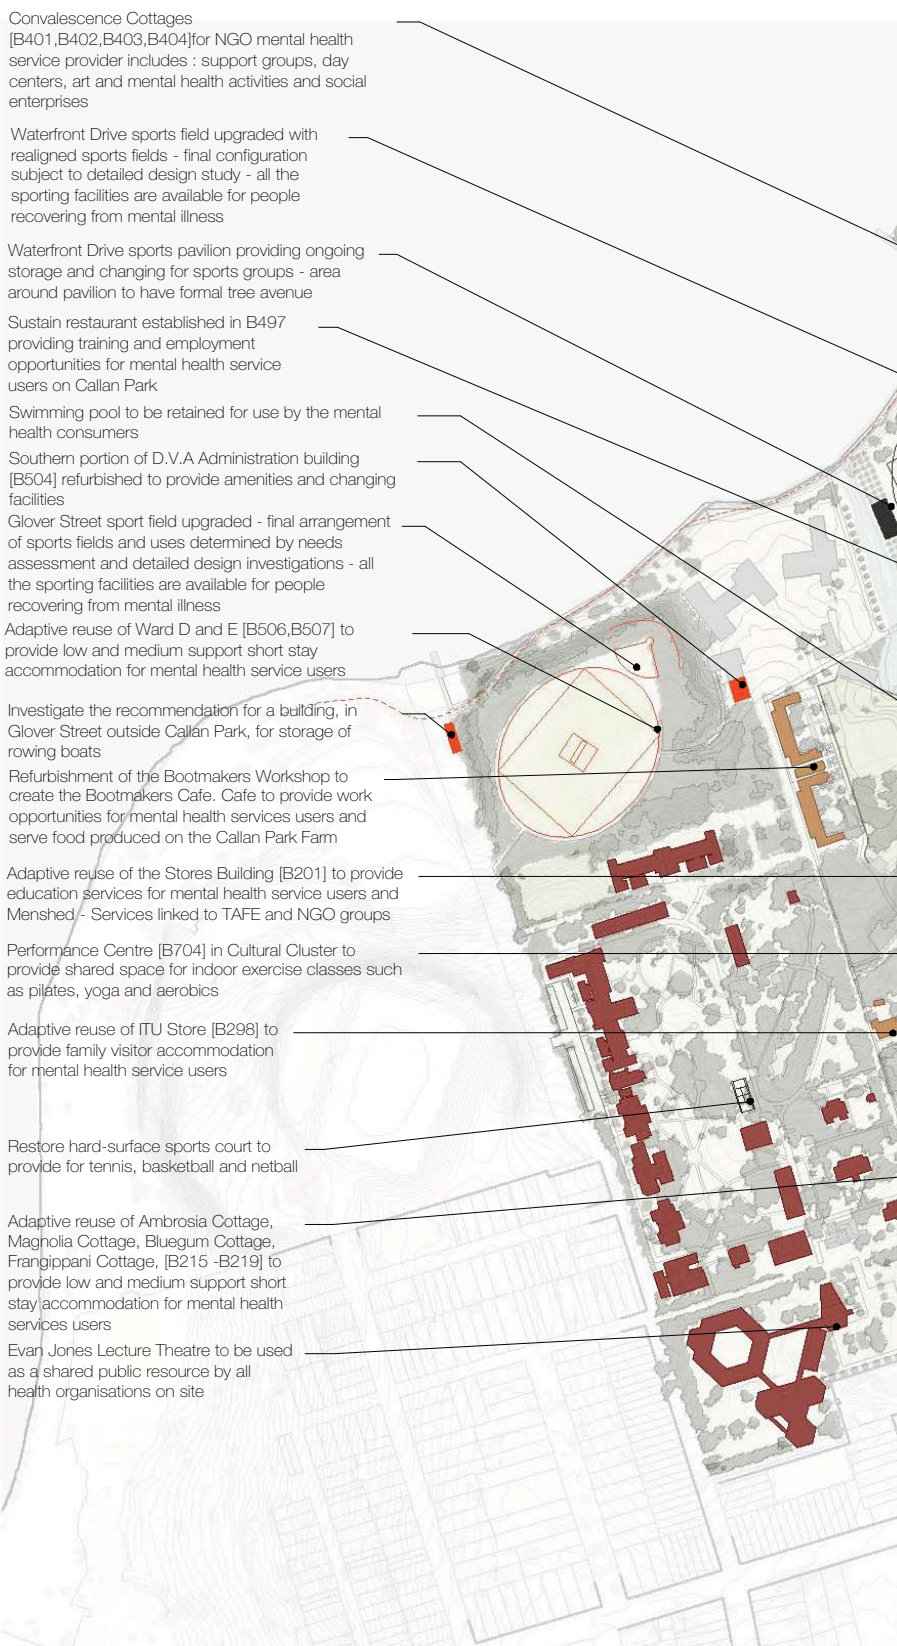 Convalescence Cottages
[B401,B402,B403,B404]for NGO mental health
service provider includes : support groups, day
centers, art and mental health activities and social
enterprises
Waterfront Drive sports field upgraded with
realigned sports fields - final configuration
subject to detailed design study - all the
sporting facilities are available for people
recovering from mental illness
Waterfront Drive sports pavilion providing ongoing
storage and changing for sports groups - area
around pavilion to have formal tree avenue
Sustain restaurant established in B497
providing training and employment
opportunities for mental health service
users on Callan Park
Swimming pool to be retained for use by the mental
health consumers
Southern portion of D.V.A Administration building
[B504] refurbished to provide amenities and changing
facilities
Glover Street sport field upgraded - final arrangement
of sports fields and uses determined by needs
assessment and detailed design investigations - all
the sporting facilities are available for people
recovering from mental illness
Adaptive reuse of Ward D and E [B506,B507] to
provide low and medium support short stay
accommodation for mental health service users
Investigate the recommendation for a building, in
Glover Street outside Callan Park, for storage of
rowing boats
Refurbishment of the Bootmakers Workshop to
create the Bootmakers Cafe. Cafe to provide work
opportunities for mental health services users and
serve food produced on the Callan Park Farm
Adaptive reuse of the Stores Building [B201] to provide
education services for mental health service users and
Menshed - Services linked to TAFE and NGO groups
Performance Centre [B704] in Cultural Cluster to
provide shared space for indoor exercise classes such
as pilates, yoga and aerobics
Adaptive reuse of ITU Store [B298] to
provide family visitor accommodation
for mental health service users
Restore hard-surface sports court to
provide for tennis, basketball and netball
Adaptive reuse of Ambrosia Cottage,
Magnolia Cottage, Bluegum Cottage,
Frangippani Cottage, [B215 -B219] to
provide low and medium support short
stay accommodation for mental health
services users
Evan Jones Lecture Theatre to be used
as a shared public resource by all
health organisations on site